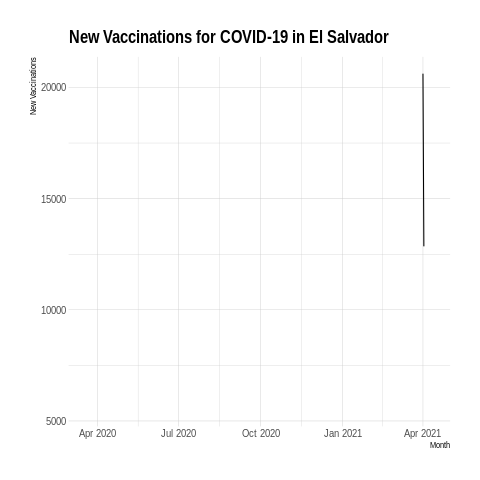 New Vaccinations for COVID-19 in El Salvador
New Vaccinations
20000
15000
10000
5000
Apr 2020 Jul 2020 Oct 2020 Jan 2021 Apr 2021
Month